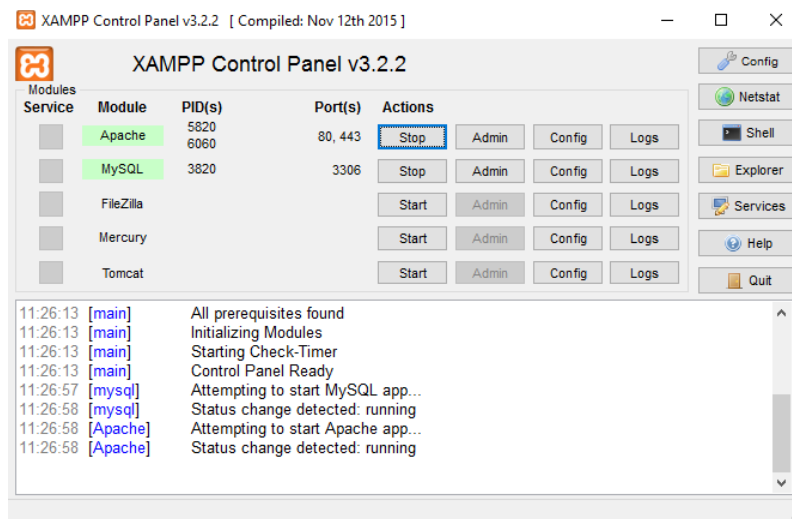 XAMPP Control Panel v3.2.2 [ Compiled: Nov 12th 2015 ]
XAMPP Control Panel v3.2.2
Config
Modules
Service Module PID(s) Port(s) Actions
Netstat
Apache 5820 6060 80, 443 Stop Admin Config Logs
Shell
MySQL 3820 3306 Stop Admin Config Logs
Explorer
FileZilla Start Admin Config Logs
Services
Mercury Start Admin Config Logs
Help
Tomcat Start Admin Config Logs
Quit
11:26:13 [main] All prerequisites found
11:26:13 [main] Initializing Modules
11:26:13 [main] Starting Check-Timer
11:26:13 [main] Control Panel Ready
11:26:57 [mysql] Attempting to start MySQL app...
11:26:58 [mysql] Status change detected: running
11:26:58 [Apache] Attempting to start Apache app...
11:26:58 [Apache] Status change detected: running